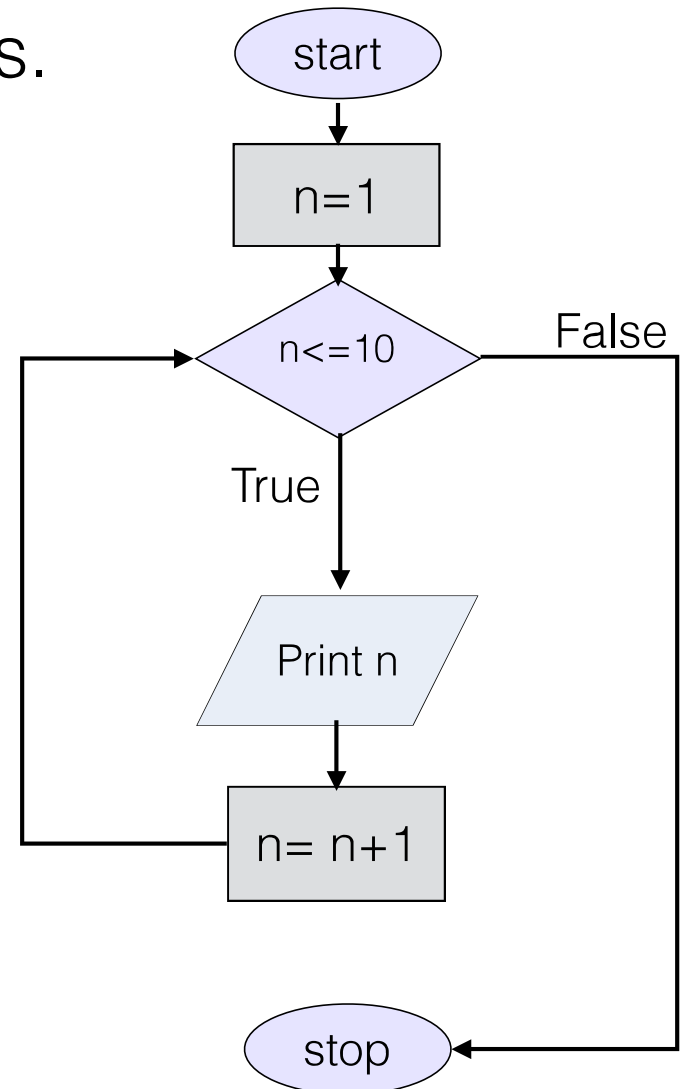 s.
start
n=1
n<=10
False
True
Print n
n= n+1
stop